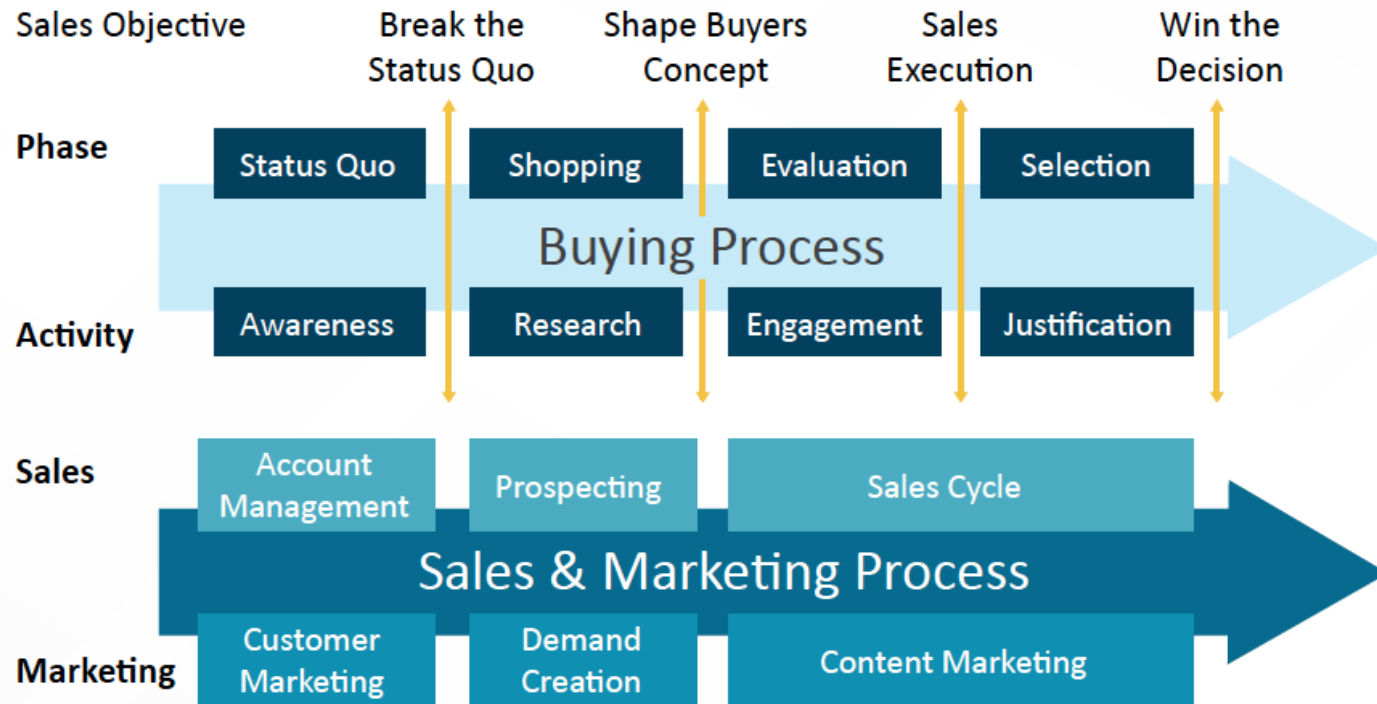 Sales Objective
Break the
Status Quo
Shape Buyers
Concept
Sales
Execution
Win the
Decision
Phase
Status Quo
Shopping
Evaluation
Selection
Buying Process
Activity
Awareness
Research
Engagement
Justification
Sales
Account
Management
Prospecting
Sales Cycle
Sales & Marketing Process
Marketing
Customer
Marketing
Demand
Creation
Content Marketing